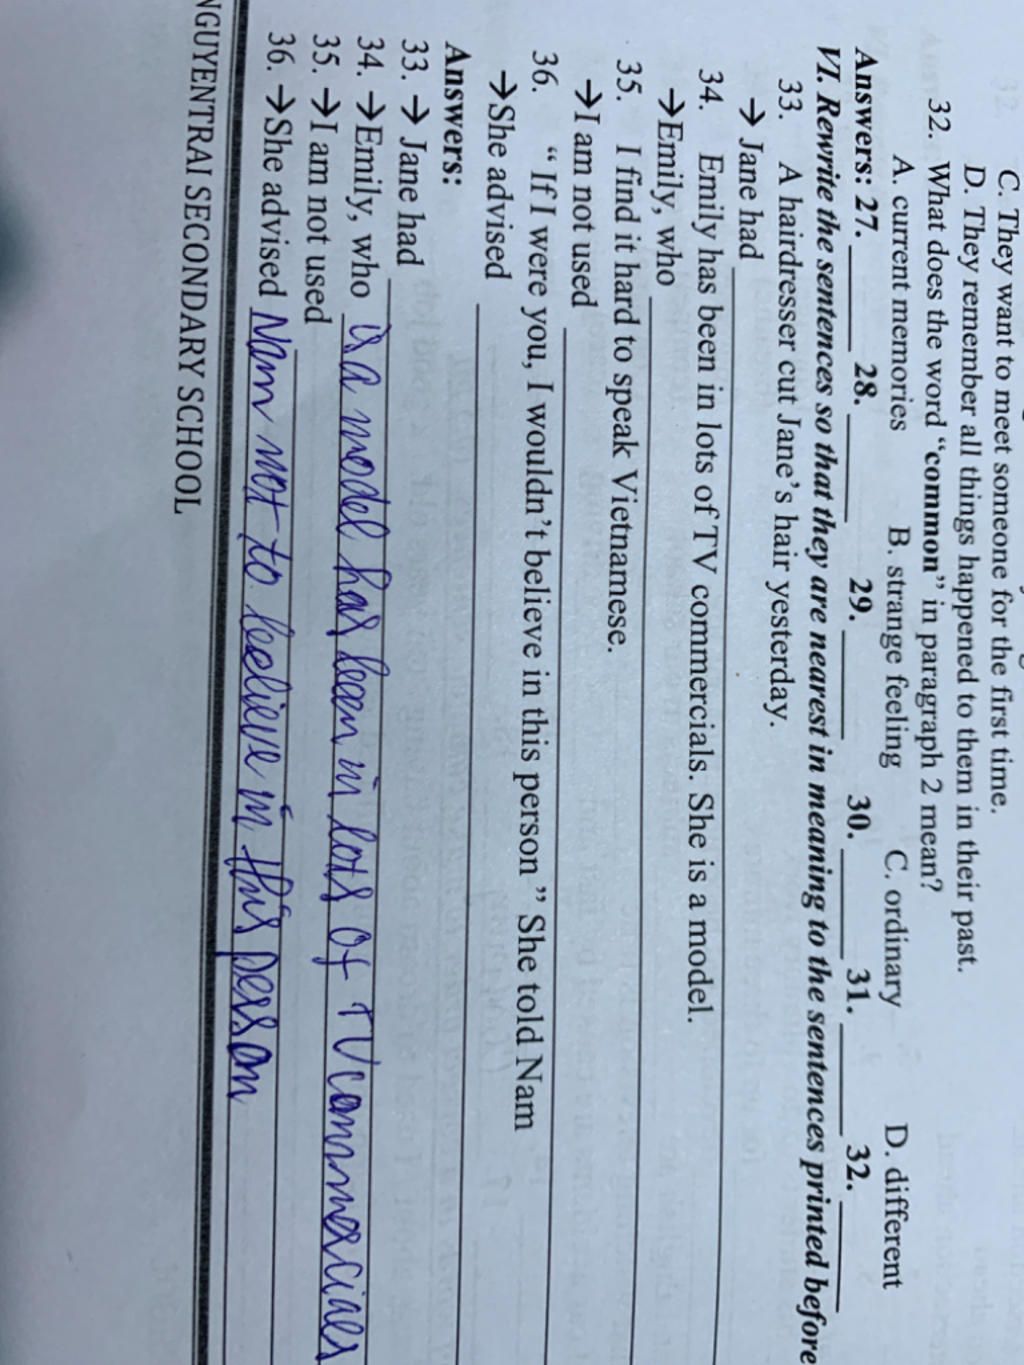 C. They want to meet someone for the first time.
D. They remember all things happened to them in their past.
32. What does the word “common” in paragraph 2 mean?
A. current memories B. strange feeling C. ordinary D. different
Answers: 27. ______ 28. ______ 29. ______ 30. ______ 31. ______ 32. ______
VI. Rewrite the sentences so that they are nearest in meaning to the sentences printed before
33. A hairdresser cut Jane’s hair yesterday.
→ Jane had
34. Emily has been in lots of TV commercials. She is a model.
→Emily, who
35. I find it hard to speak Vietnamese.
→I am not used
36. “ If I were you, I wouldn’t believe in this person ” She told Nam
→She advised
Answers:
33. → Jane had
34. →Emily, who is a model has been in lots of TV commercials
35. →I am not used
36. →She advised Nam not to believe in this person
NGUYENTRAI SECONDARY SCHOOL